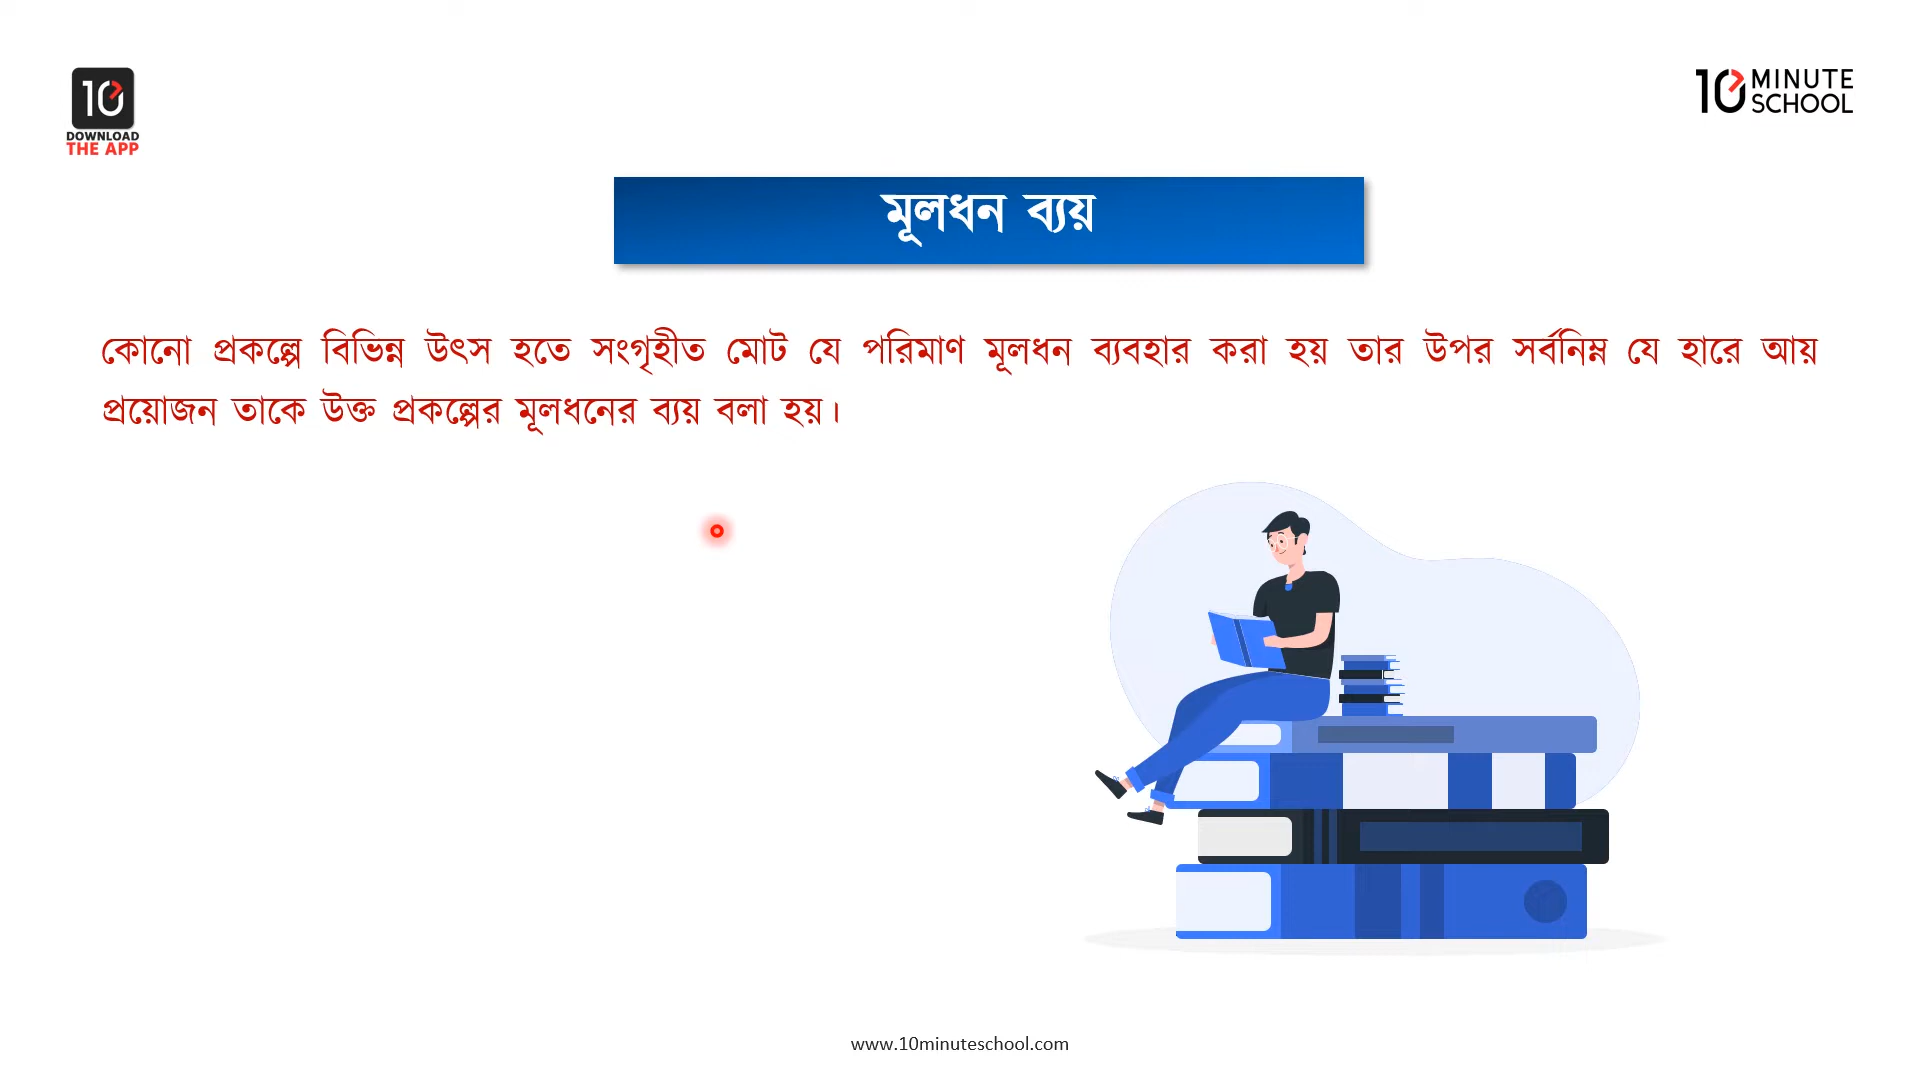 10
DOWNLOAD
THE APP
10 MINUTE
SCHOOL
মূলধন ব্যয়
কোনো প্রকল্পে বিভিন্ন উৎস হতে সংগৃহীত মোট যে পরিমাণ মূলধন ব্যবহার করা হয় তার উপর সর্বনিম্ন যে হারে আয়
প্রয়োজন তাকে উক্ত প্রকল্পের মূলধনের ব্যয় বলা হয়।
www.10minuteschool.com